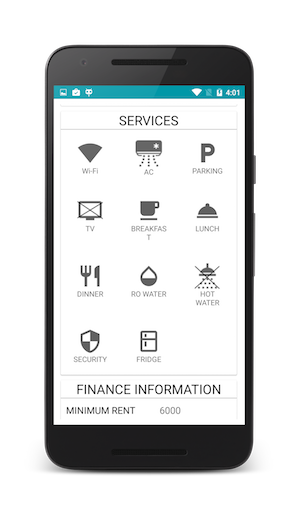 4:01
SERVICES
Wi-Fi
AC
PARKING
TV
BREAKFAS
T
LUNCH
DINNER
RO WATER
HOT
WATER
SECURITY
FRIDGE
FINANCE INFORMATION
MINIMUM RENT 6000